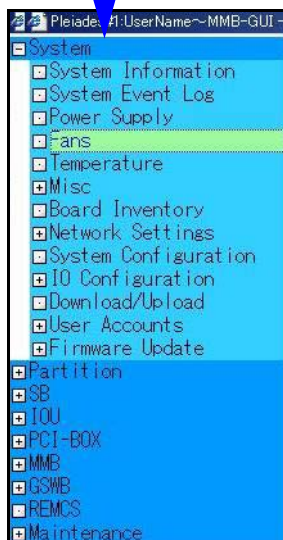 Pleiades #1:UserName～MMB-GUI -
System
System Information
System Event Log
Power Supply
Fans
Temperature
Misc
Board Inventory
Network Settings
System Configuration
IO Configuration
Download/Upload
User Accounts
Firmware Update
Partition
SB
IOU
PCI-BOX
MMB
GSWB
REMCS
Maintenance